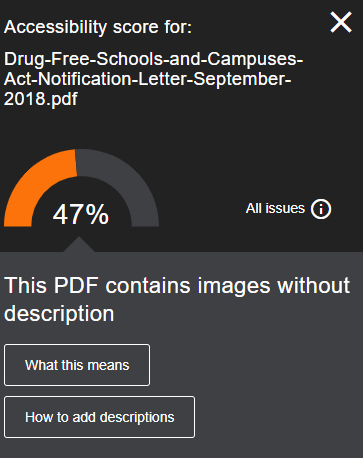 Accessibility score for:
Drug-Free-Schools-and-Campuses-
Act-Notification-Letter-September-
2018.pdf
47%
All issues
This PDF contains images without
description
What this means
How to add descriptions